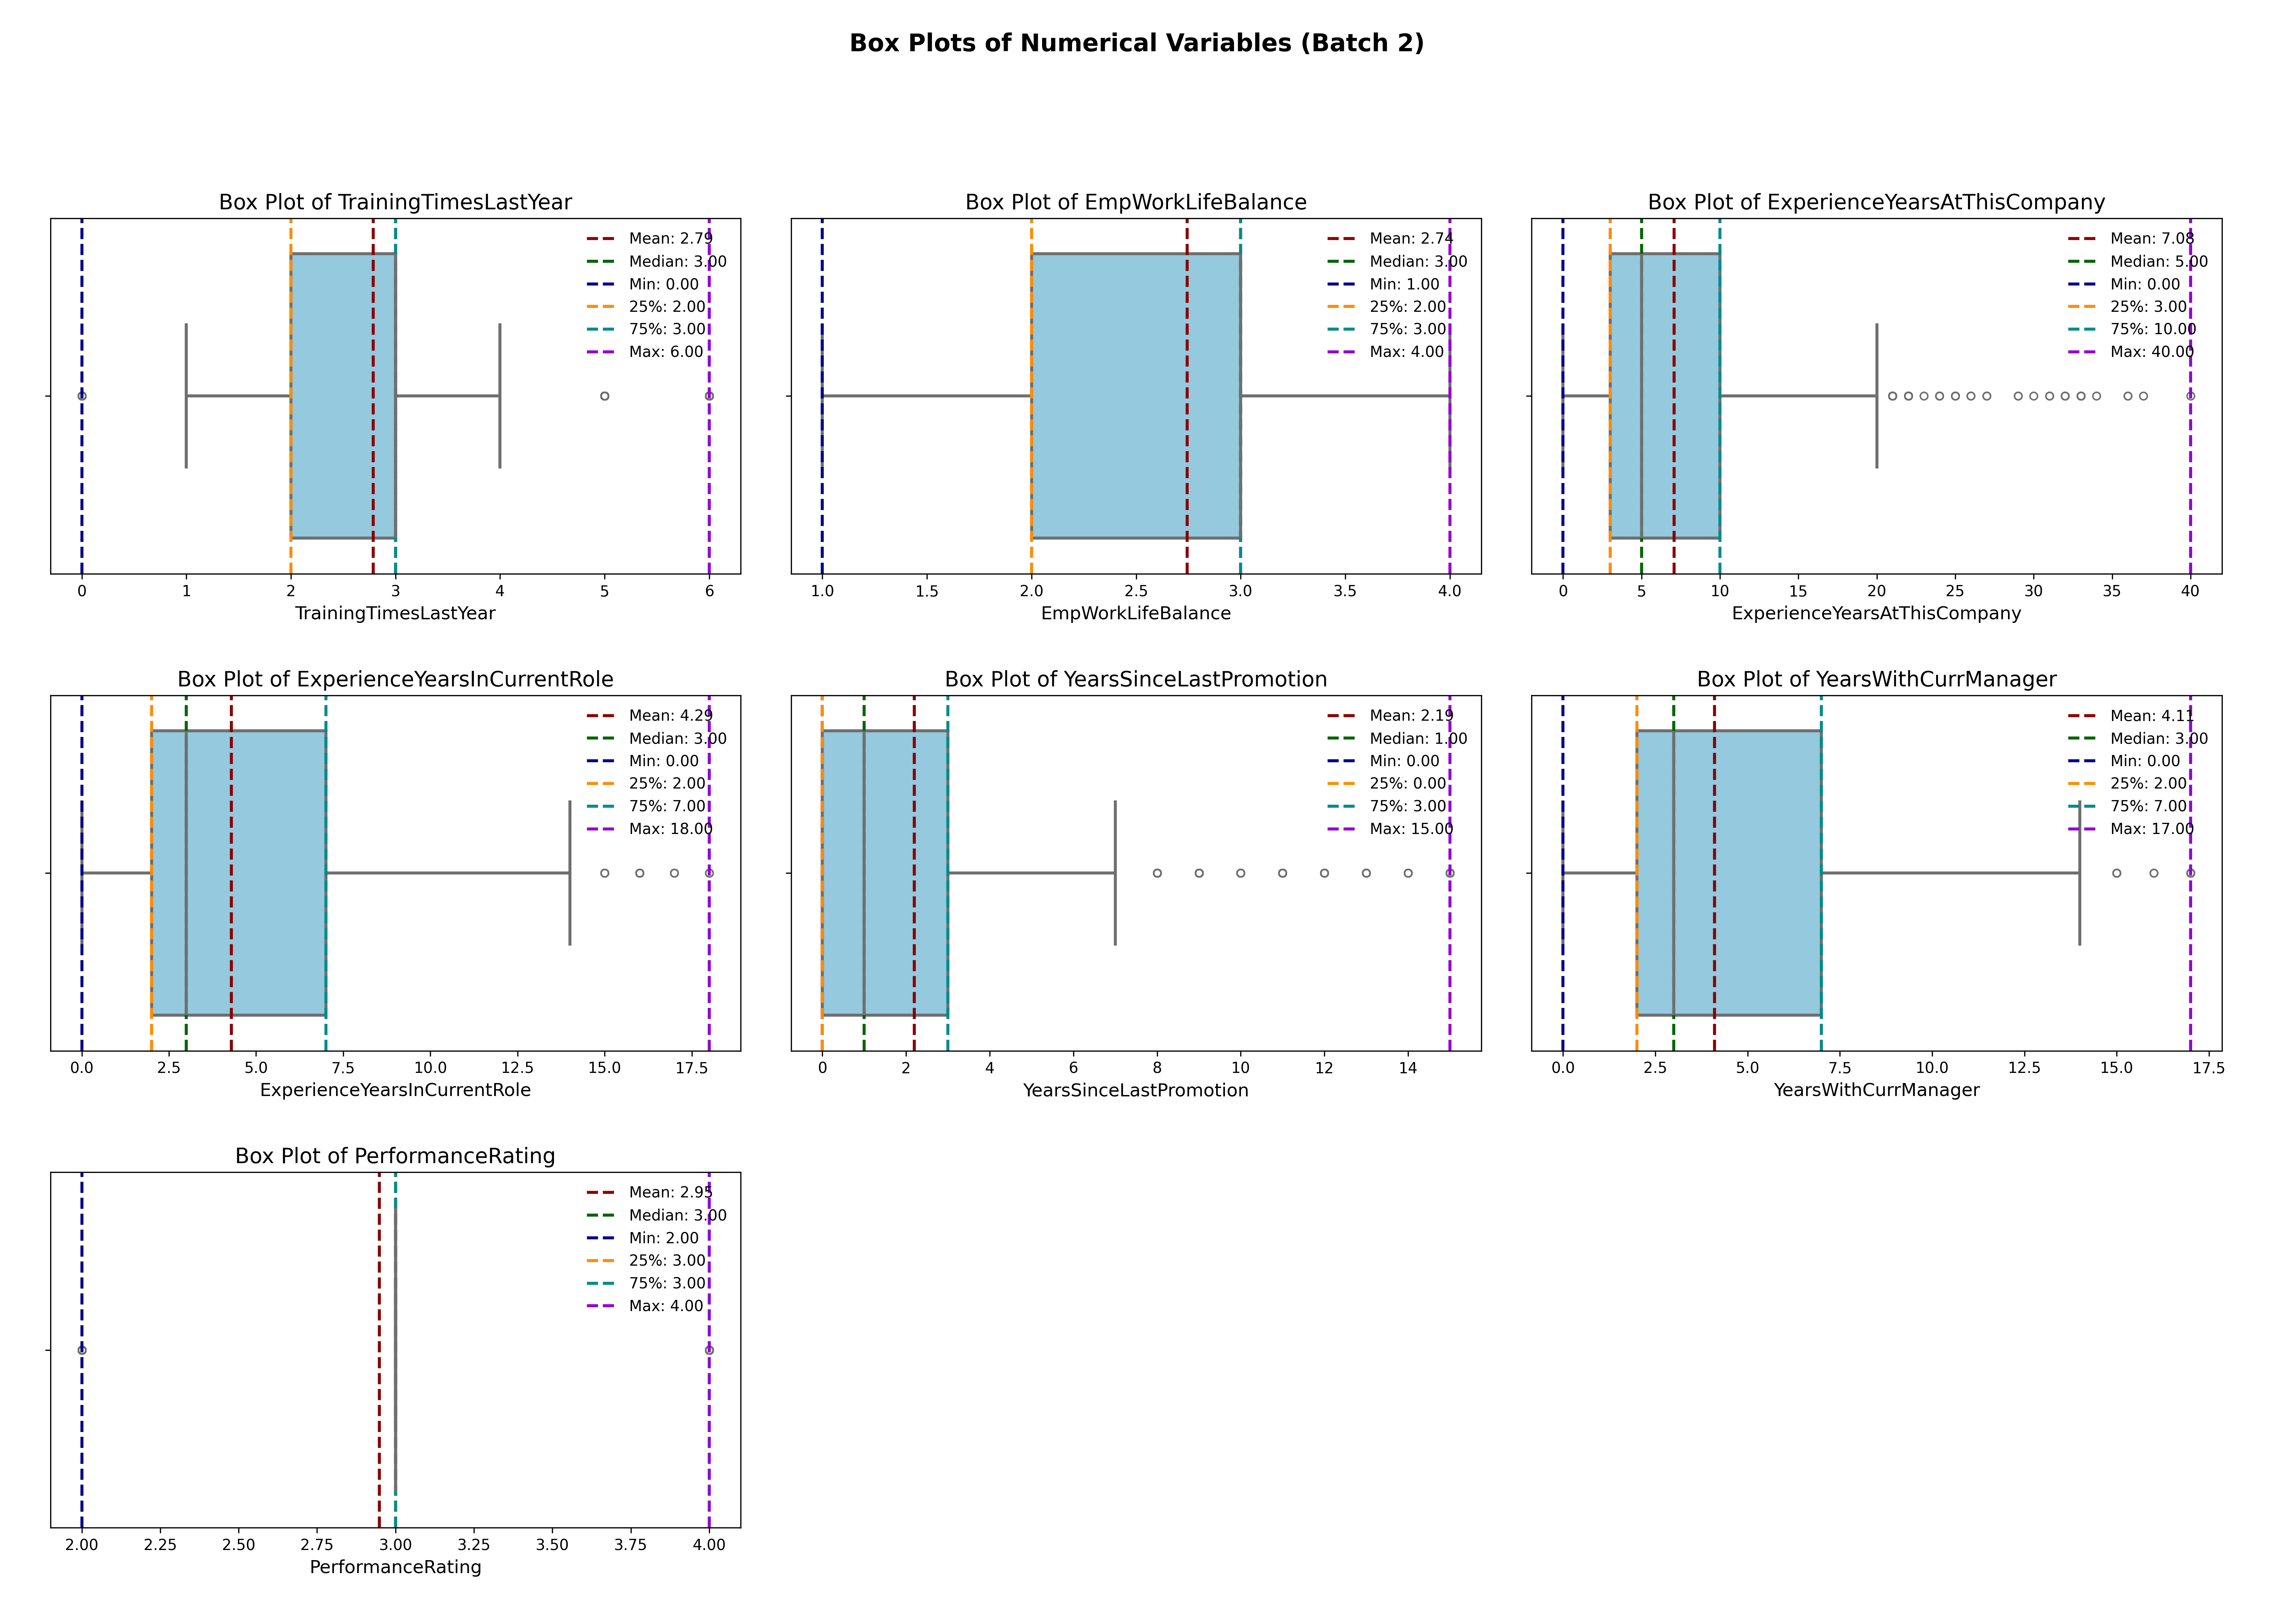 Box Plots of Numerical Variables (Batch 2)
Box Plot of TrainingTimesLastYear
Mean: 2.79
Median: 3.00
Min: 0.00
25%: 2.00
75%: 3.00
Max: 6.00
0 1 2 3 4 5 6
TrainingTimesLastYear
Box Plot of EmpWorkLifeBalance
Mean: 2.74
Median: 3.00
Min: 1.00
25%: 2.00
75%: 3.00
Max: 4.00
1.0 1.5 2.0 2.5 3.0 3.5 4.0
EmpWorkLifeBalance
Box Plot of ExperienceYearsAtThisCompany
Mean: 7.08
Median: 5.00
Min: 0.00
25%: 3.00
75%: 10.00
Max: 40.00
0 5 10 15 20 25 30 35 40
ExperienceYearsAtThisCompany
Box Plot of ExperienceYearsInCurrentRole
Mean: 4.29
Median: 3.00
Min: 0.00
25%: 2.00
75%: 7.00
Max: 18.00
0.0 2.5 5.0 7.5 10.0 12.5 15.0 17.5
ExperienceYearsInCurrentRole
Box Plot of YearsSinceLastPromotion
Mean: 2.19
Median: 1.00
Min: 0.00
25%: 0.00
75%: 3.00
Max: 15.00
0 2 4 6 8 10 12 14
YearsSinceLastPromotion
Box Plot of YearsWithCurrManager
Mean: 4.11
Median: 3.00
Min: 0.00
25%: 2.00
75%: 7.00
Max: 17.00
0.0 2.5 5.0 7.5 10.0 12.5 15.0 17.5
YearsWithCurrManager
Box Plot of PerformanceRating
Mean: 2.95
Median: 3.00
Min: 2.00
25%: 3.00
75%: 3.00
Max: 4.00
2.00 2.25 2.50 2.75 3.00 3.25 3.50 3.75 4.00
PerformanceRating